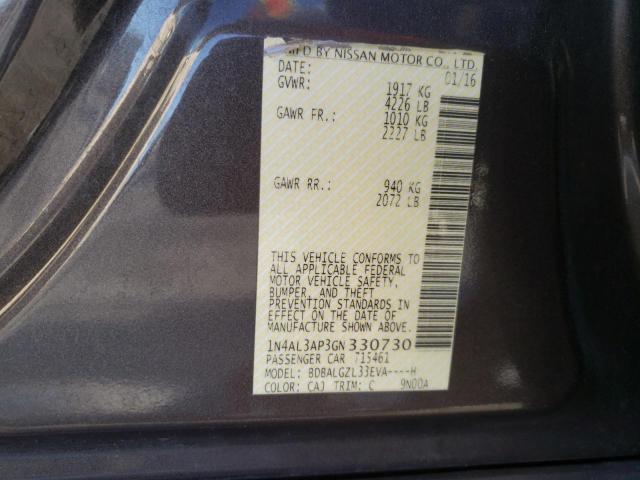 MFD BY NISSAN MOTOR CO., LTD.
DATE: 01/16
GVWR: 1917 KG
4226 LB
GAWR FR.: 1010 KG
2227 LB
GAWR RR.: 940 KG
2072 LB
THIS VEHICLE CONFORMS TO
ALL APPLICABLE FEDERAL
MOTOR VEHICLE SAFETY,
BUMPER, AND THEFT
PREVENTION STANDARDS IN
EFFECT ON THE DATE OF
MANUFACTURE SHOWN ABOVE.
1N4AL3AP3GN330730
PASSENGER CAR 715461
MODEL: BDBALGZL33EVA----H
COLOR: CAJ TRIM: C 9N00A